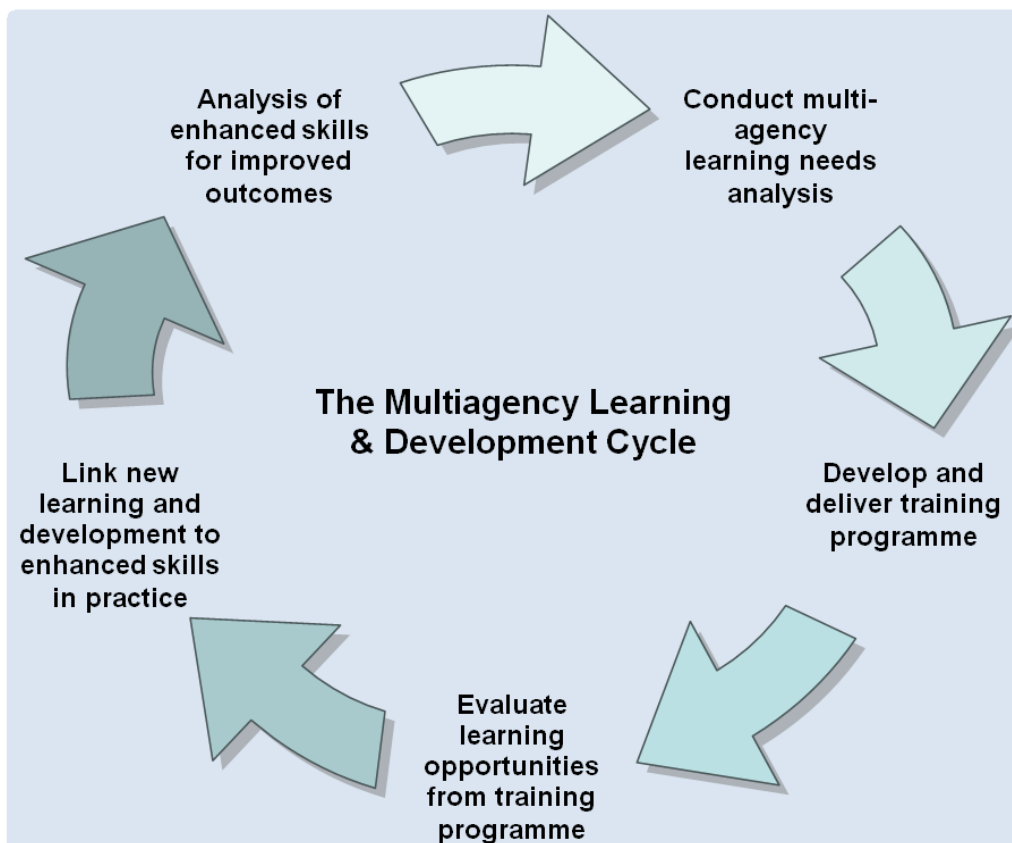 Analysis of
enhanced skills
for improved
outcomes
Conduct multi-
agency
learning needs
analysis
The Multiagency Learning
& Development Cycle
Link new
learning and
development to
enhanced skills
in practice
Develop and
deliver training
programme
Evaluate
learning
opportunities
from training
programme